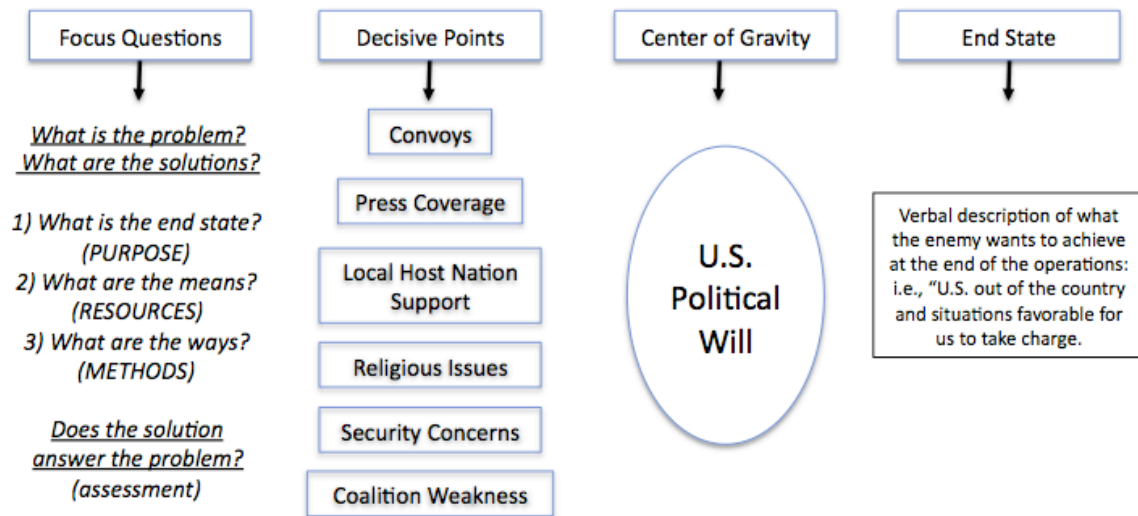 Focus Questions
What is the problem?
What are the solutions?
1) What is the end state?
(PURPOSE)
2) What are the means?
(RESOURCES)
3) What are the ways?
(METHODS)
Does the solution
answer the problem?
(assessment)
Decisive Points
Convoys
Press Coverage
Local Host Nation
Support
Religious Issues
Security Concerns
Coalition Weakness
Center of Gravity
U.S.
Political
Will
End State
Verbal description of what
the enemy wants to achieve
at the end of the operations:
i.e., “U.S. out of the country
and situations favorable for
us to take charge.